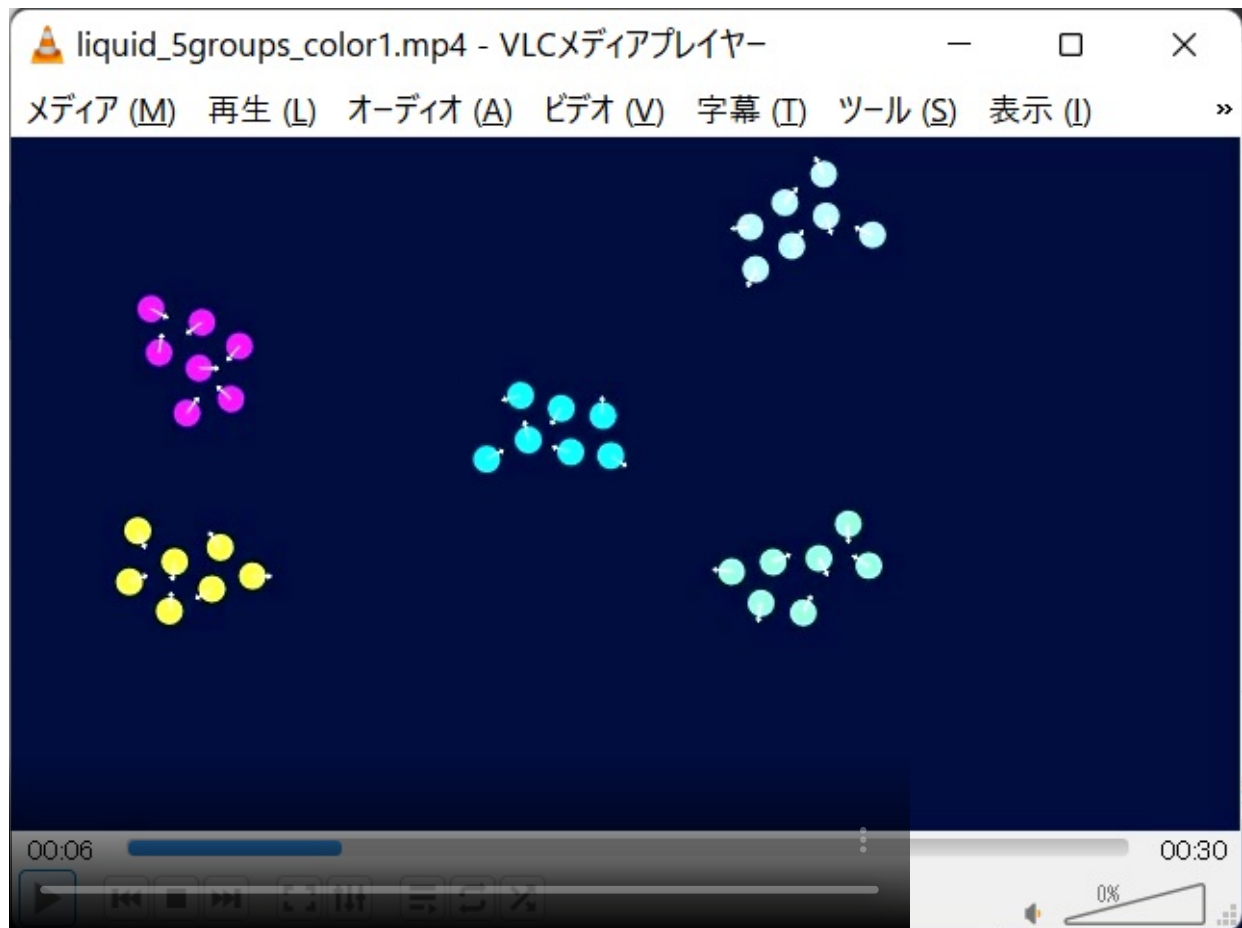 liquid_5groups_color1.mp4 - VLCメディアプレイヤー
メディア (M) 再生 (L) オーディオ (A) ビデオ (V) 字幕 (T) ツール (S) 表示 (I) »
00:06 00:30
0%